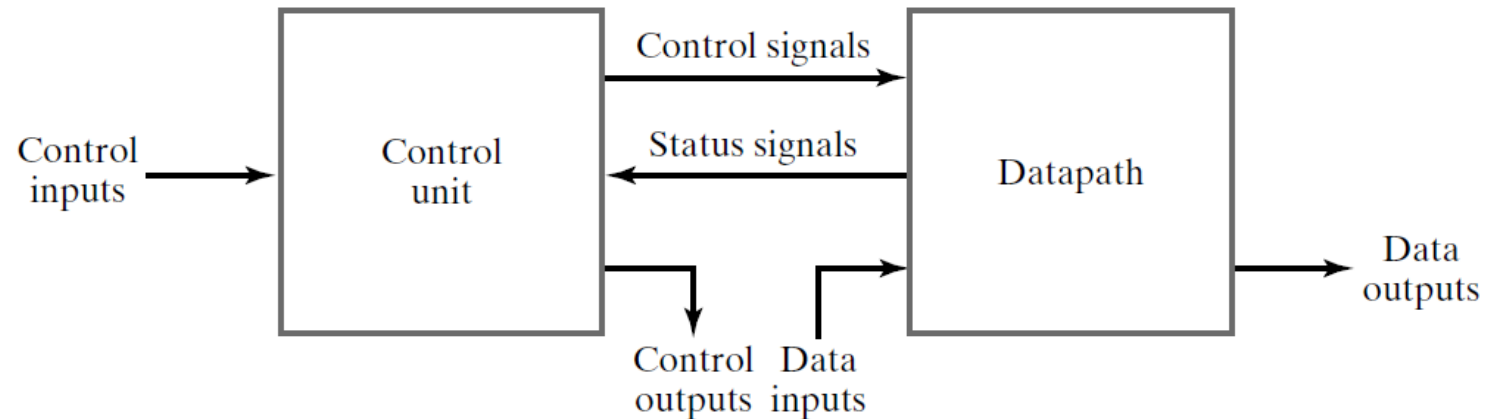 Control signals
Control
inputs
Control
unit
Status signals
Datapath
Data
outputs
Control
outputs
Data
inputs